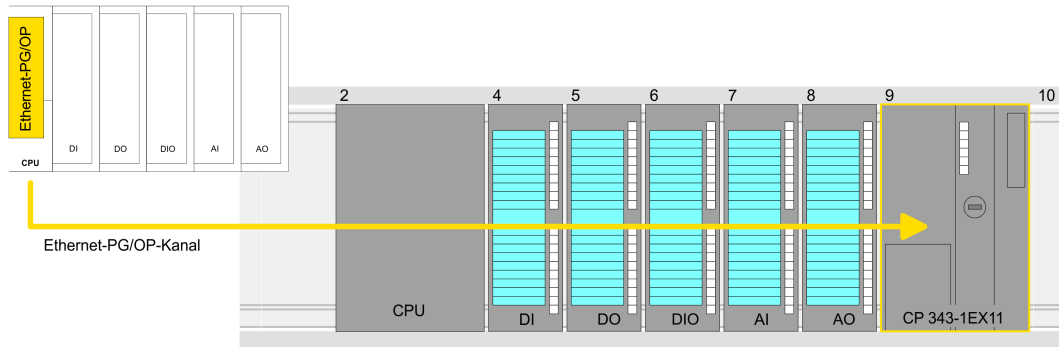 Ethernet-PG/OP
CPU
DI
DO
DIO
AI
AO
2
4
5
6
7
8
9
10
Ethernet-PG/OP-Kanal
CPU
DI
DO
DIO
AI
AO
CP 343-1EX11